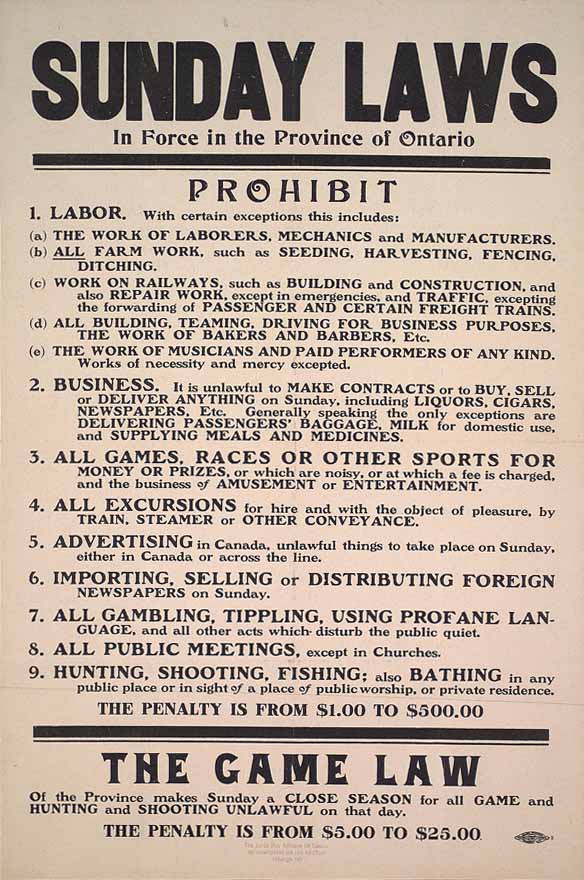 SUNDAY LAWS
In Force in the Province of Ontario
PROHIBIT
1. LABOR. With certain exceptions this includes:
(a) THE WORK OF LABORERS, MECHANICS and MANUFACTURERS.
(b) ALL FARM WORK, such as SEEDING, HARVESTING, FENCING,
DITCHING.
(c) WORK ON RAILWAYS, such as BUILDING and CONSTRUCTION, and
also REPAIR WORK, except in emergencies, and TRAFFIC, excepting
the forwarding of PASSENGER AND CERTAIN FREIGHT TRAINS.
(d) ALL BUILDING, TEAMING, DRIVING FOR BUSINESS PURPOSES,
THE WORK OF BAKERS AND BARBERS, Etc.
(e) THE WORK OF MUSICIANS AND PAID PERFORMERS OF ANY KIND.
Works of necessity and mercy excepted.
2. BUSINESS. It is unlawful to MAKE CONTRACTS or to BUY, SELL
or DELIVER ANYTHING on Sunday, including LIQUORS, CIGARS,
NEWSPAPERS, Etc. Generally speaking the only exceptions are
DELIVERING PASSENGERS' BAGGAGE, MILK for domestic use,
and SUPPLYING MEALS AND MEDICINES.
3. ALL GAMES, RACES OR OTHER SPORTS FOR
MONEY OR PRIZES, or which are noisy, or at which a fee is charged,
and the business of AMUSEMENT or ENTERTAINMENT.
4. ALL EXCURSIONS for hire and with the object of pleasure, by
TRAIN, STEAMER or OTHER CONVEYANCE.
5. ADVERTISING in Canada, unlawful things to take place on Sunday,
either in Canada or across the line.
6. IMPORTING, SELLING or DISTRIBUTING FOREIGN
NEWSPAPERS on Sunday.
7. ALL GAMBLING, TIPPLING, USING PROFANE LAN-
GUAGE, and all other acts which disturb the public quiet.
8. ALL PUBLIC MEETINGS, except in Churches.
9. HUNTING, SHOOTING, FISHING; also BATHING in any
public place or in sight of a place of public worship, or private residence.
THE PENALTY IS FROM $1.00 TO $500.00
THE GAME LAW
Of the Province makes Sunday a CLOSE SEASON for all GAME and
HUNTING and SHOOTING UNLAWFUL on that day.
THE PENALTY IS FROM $5.00 TO $25.00.